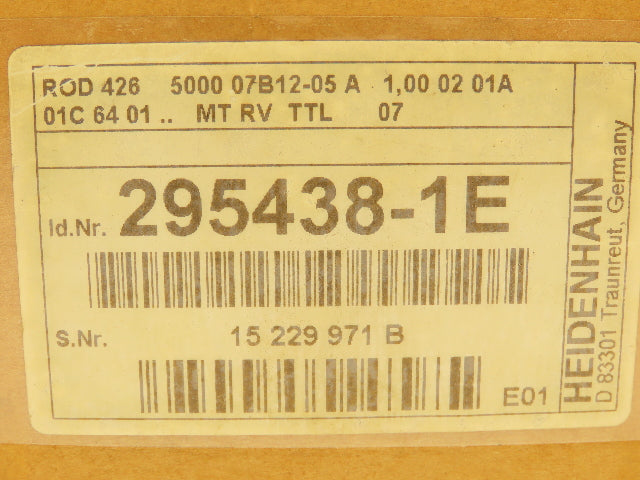 ROD 426 5000 07B12-05 A 1,00 02 01A
01C 64 01 .. MT RV TTL 07
Id.Nr. 295438-1E
S.Nr. 15 229 971 B
E01
HEIDENHAIN
D 83301 Traunreut, Germany